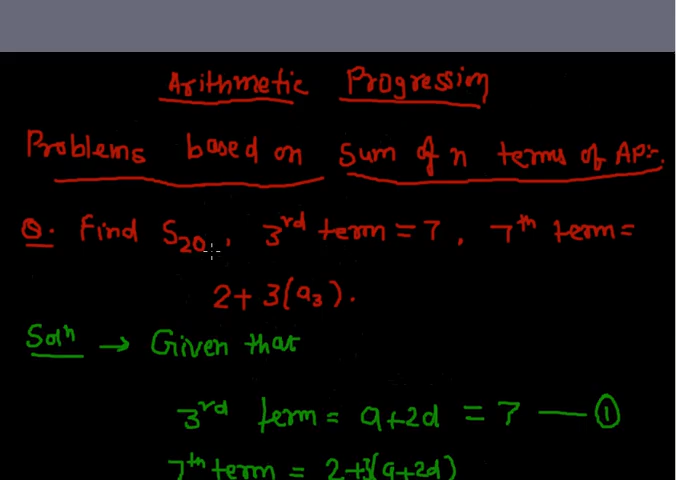 Arithmetic Progression
Problems based on Sum of n terms of AP:-
Q. Find S₂₀, 3rd term = 7, 7th term =
2 + 3(a₃).
Solⁿ → Given that
3rd term = a+2d = 7 — ①
7th term = 2+3(a+2d)